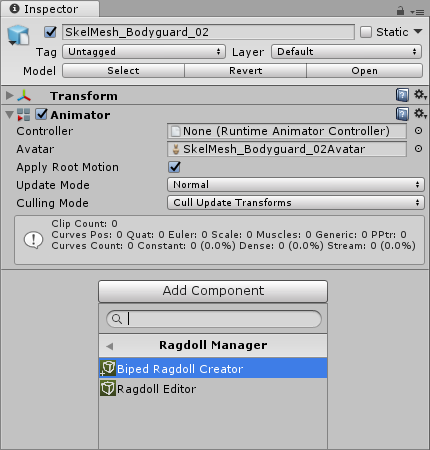 Inspector
SkelMesh_Bodyguard_02 Static
Tag Untagged Layer Default
Model Select Revert Open
Transform
Animator
Controller None (Runtime Animator Controller)
Avatar SkelMesh_Bodyguard_02Avatar
Apply Root Motion
Update Mode Normal
Culling Mode Cull Update Transforms
Clip Count: 0
Curves Pos: 0 Quat: 0 Euler: 0 Scale: 0 Muscles: 0 Generic: 0 PPtr: 0
Curves Count: 0 Constant: 0 (0.0%) Dense: 0 (0.0%) Stream: 0 (0.0%)
Add Component
Ragdoll Manager
Biped Ragdoll Creator
Ragdoll Editor